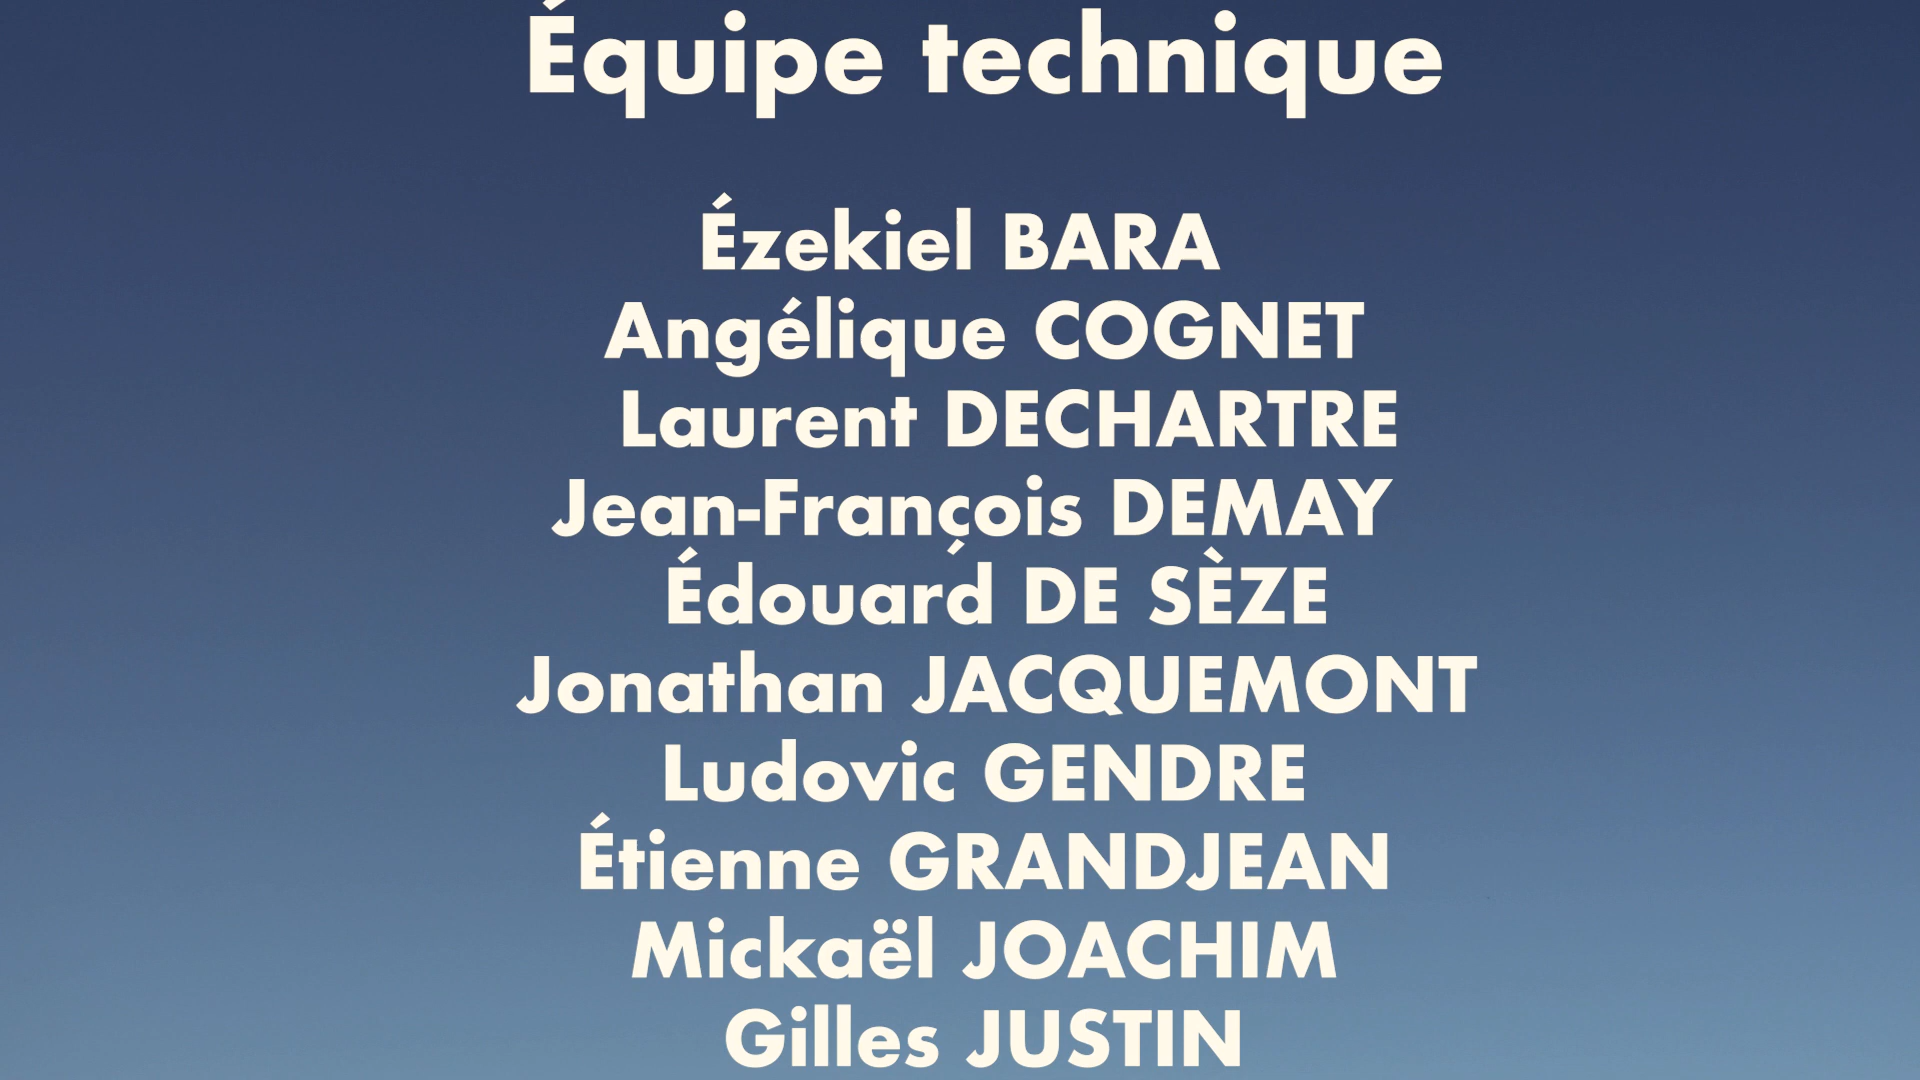 Équipe technique
Ézekiel BARA
Angélique COGNET
Laurent DECHARTRE
Jean-François DEMAY
Édouard DE SÈZE
Jonathan JACQUEMONT
Ludovic GENDRE
Étienne GRANDJEAN
Mickaël JOACHIM
Gilles JUSTIN